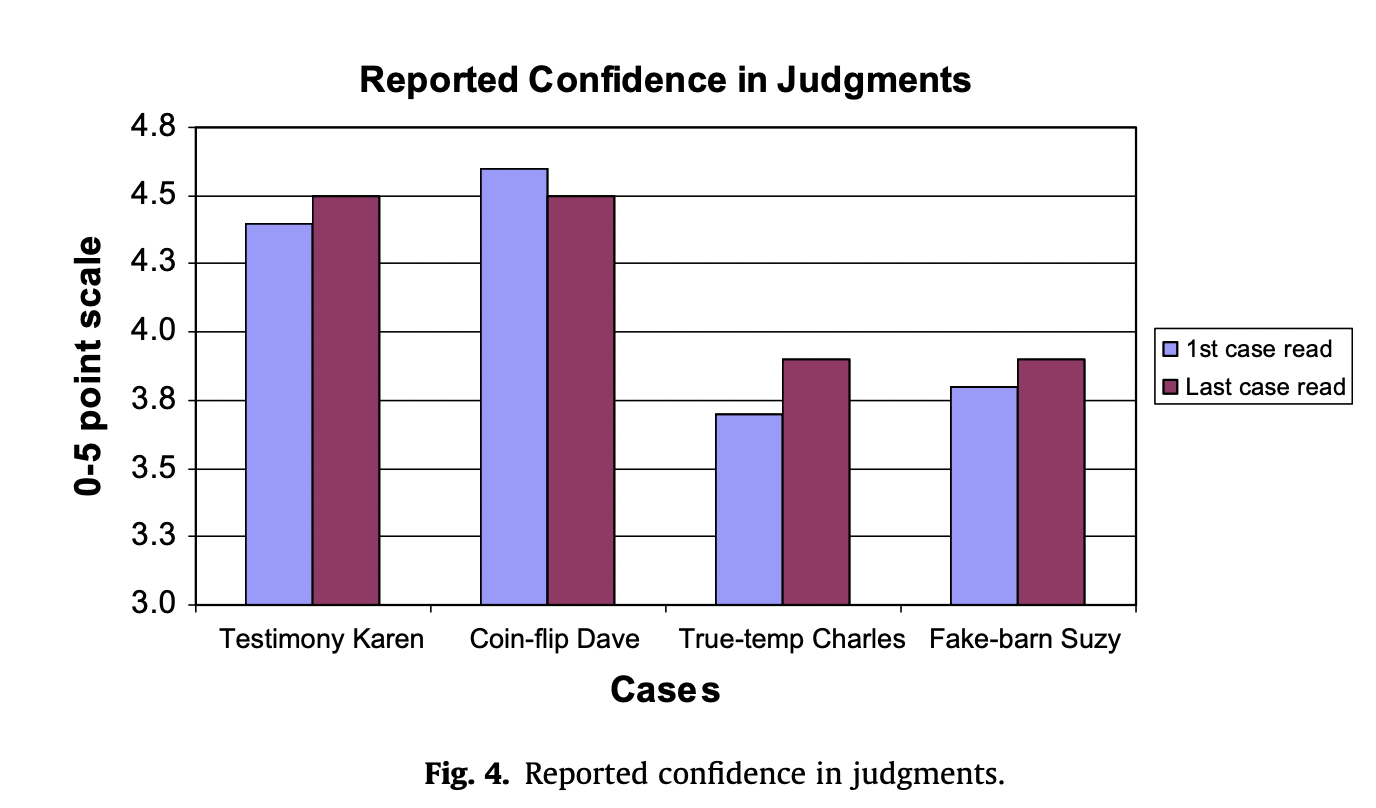 Reported Confidence in Judgments
4.8
4.5
4.3
4.0
3.8
3.5
3.3
3.0
0-5 point scale
Testimony Karen
Coin-flip Dave
True-temp Charles
Fake-barn Suzy
Cases
1st case read
Last case read
Fig. 4. Reported confidence in judgments.